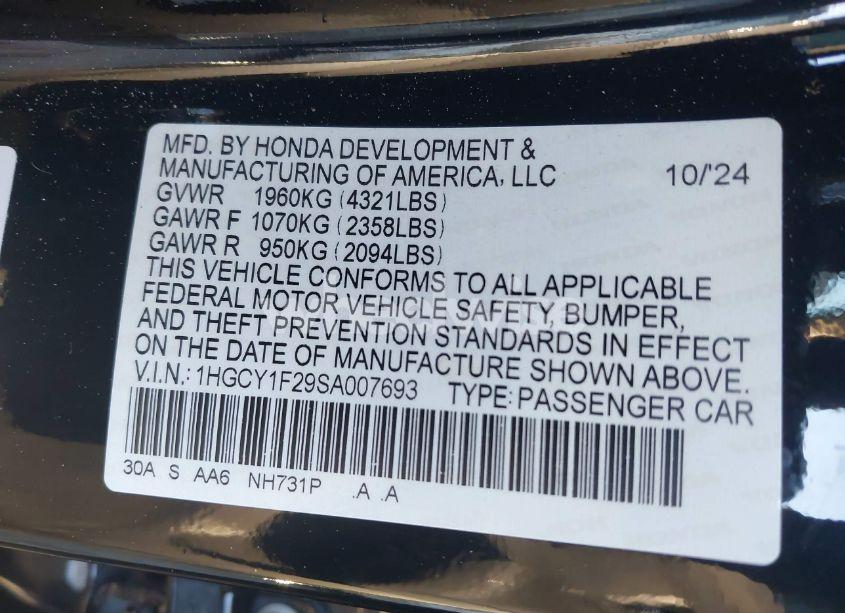 MFD. BY HONDA DEVELOPMENT &
MANUFACTURING OF AMERICA, LLC 10/'24
GVWR 1960KG (4321LBS)
GAWR F 1070KG (2358LBS)
GAWR R 950KG (2094LBS)
THIS VEHICLE CONFORMS TO ALL APPLICABLE
FEDERAL MOTOR VEHICLE SAFETY, BUMPER,
AND THEFT PREVENTION STANDARDS IN EFFECT
ON THE DATE OF MANUFACTURE SHOWN ABOVE.
V.I.N.: 1HGCY1F29SA007693 TYPE: PASSENGER CAR
30A S AA6 NH731P .A .A